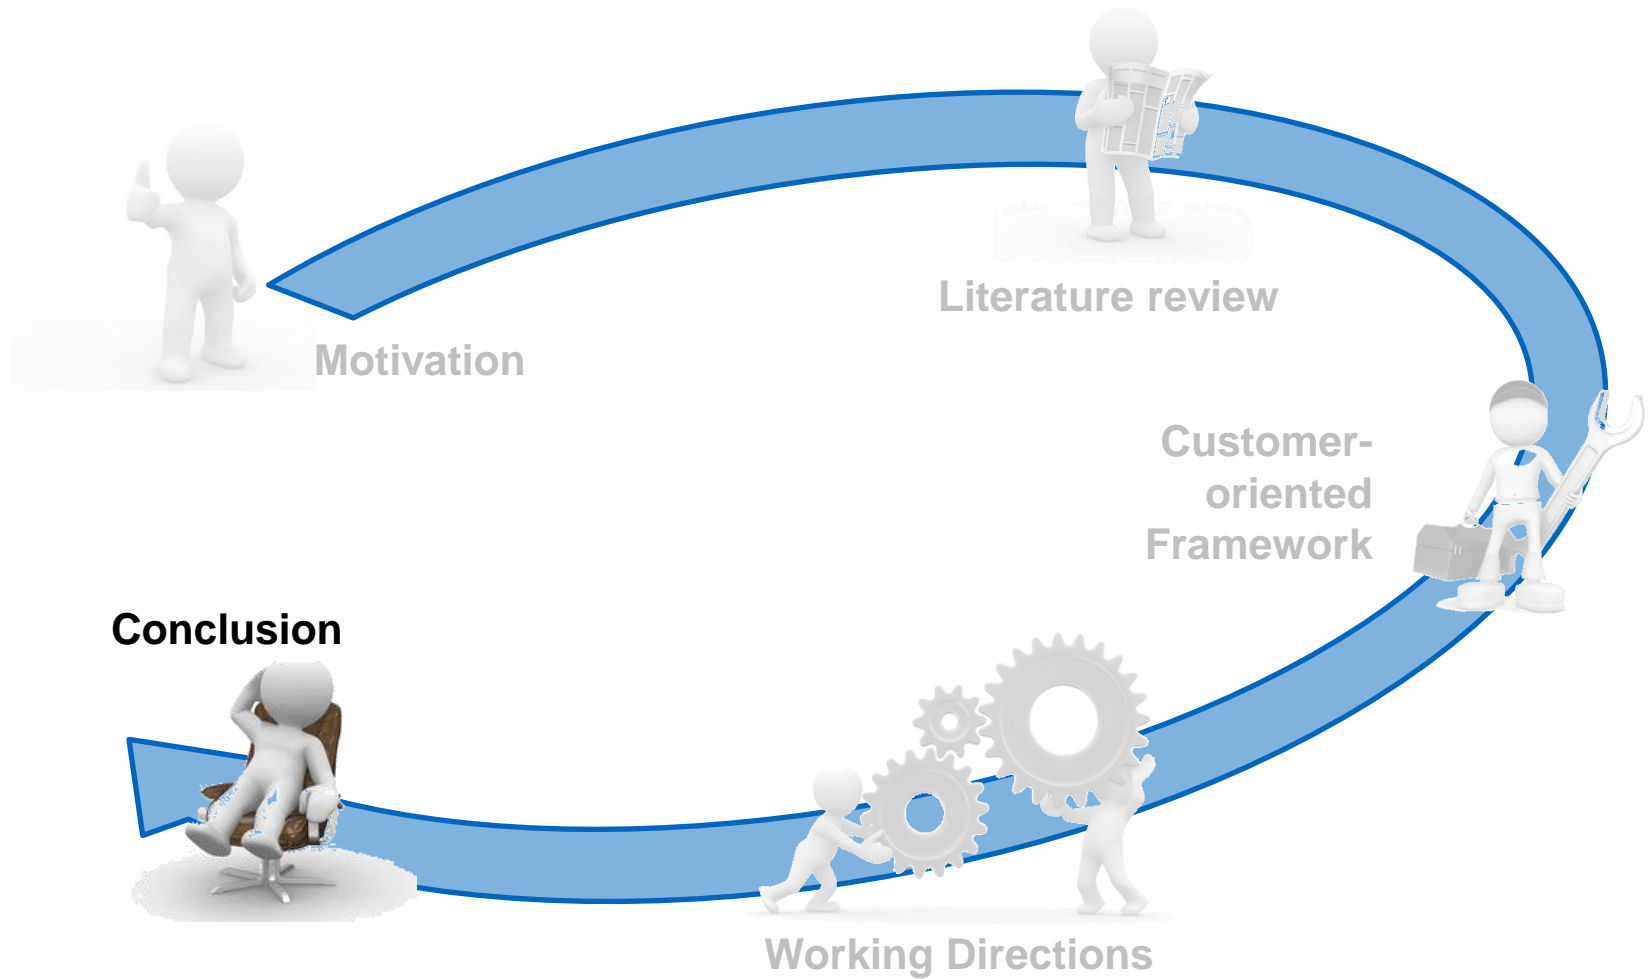 Motivation
Literature review
Customer-
oriented
Framework
Working Directions
Conclusion